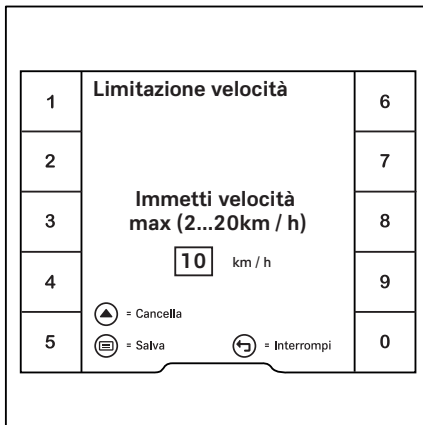 Limitazione velocità
1
2
3
4
5
Immetti velocità
max (2...20km / h)
10 km / h
= Cancella
= Salva
= Interrompi
6
7
8
9
0